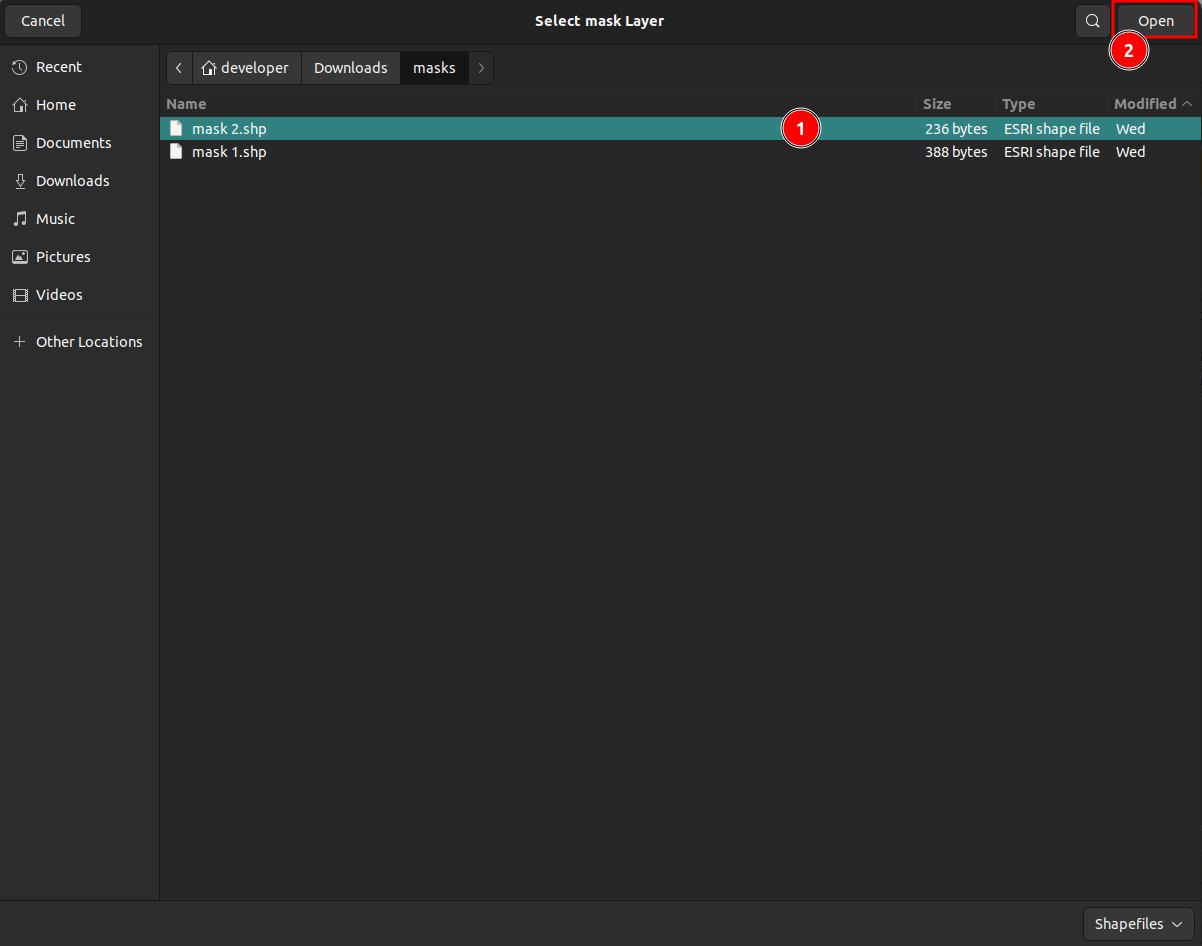 Cancel
Select mask Layer
Open
2
Recent
Home
Documents
Downloads
Music
Pictures
Videos
Other Locations
developer Downloads masks
Name Size Type Modified
mask 2.shp 1 236 bytes ESRI shape file Wed
mask 1.shp 388 bytes ESRI shape file Wed
Shapefiles